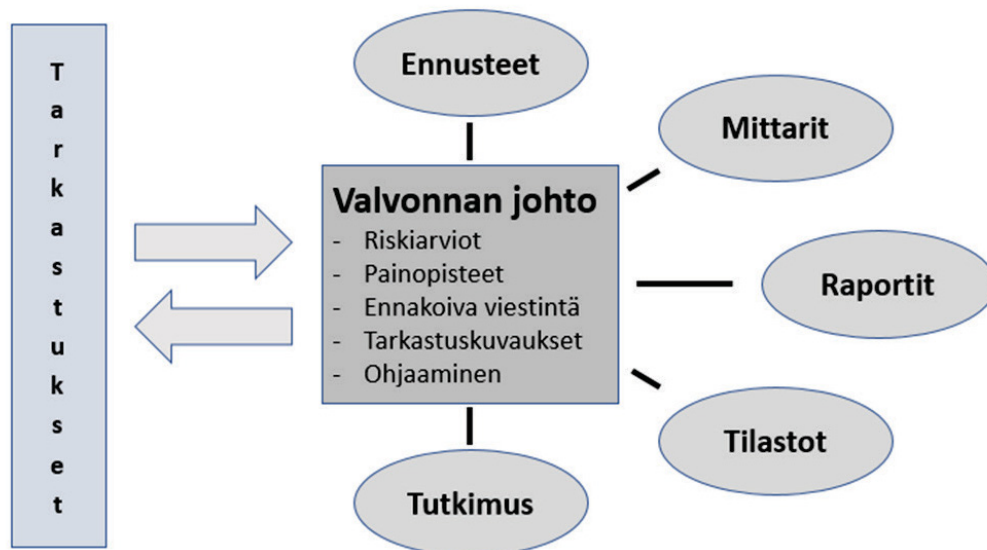 Tarkastukset
Ennusteet
Mittarit
Valvonnan johto
- Riskiarviot
- Painopisteet
- Ennakoiva viestintä
- Tarkastuskuvaukset
- Ohjaaminen
Raportit
Tilastot
Tutkimus